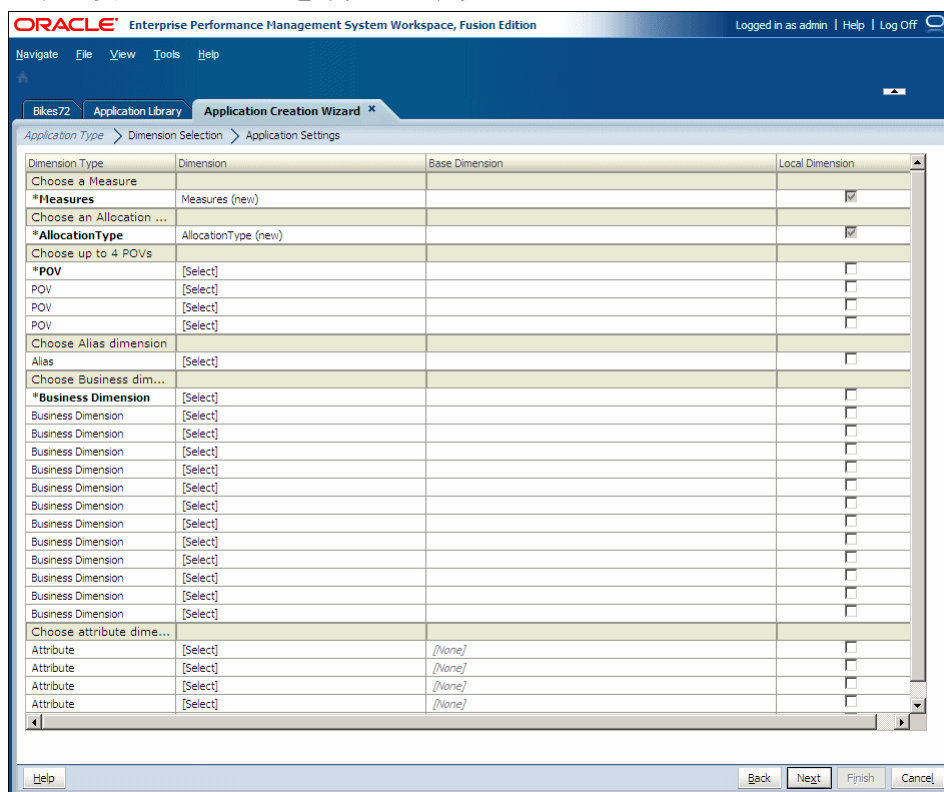 ORACLE Enterprise Performance Management System Workspace, Fusion Edition Logged in as admin | Help | Log Off
Navigate File View Tools Help
Bikes72 Application Library Application Creation Wizard ×
Application Type > Dimension Selection > Application Settings
Dimension Type Dimension Base Dimension Local Dimension
Choose a Measure
*Measures Measures (new)
Choose an Allocation ...
*AllocationType AllocationType (new)
Choose up to 4 POVs
*POV [Select]
POV [Select]
POV [Select]
POV [Select]
Choose Alias dimension
Alias [Select]
Choose Business dim...
*Business Dimension [Select]
Business Dimension [Select]
Business Dimension [Select]
Business Dimension [Select]
Business Dimension [Select]
Business Dimension [Select]
Business Dimension [Select]
Business Dimension [Select]
Business Dimension [Select]
Business Dimension [Select]
Business Dimension [Select]
Business Dimension [Select]
Business Dimension [Select]
Choose attribute dime...
Attribute [Select] [None]
Attribute [Select] [None]
Attribute [Select] [None]
Attribute [Select] [None]
Help Back Next Finish Cancel